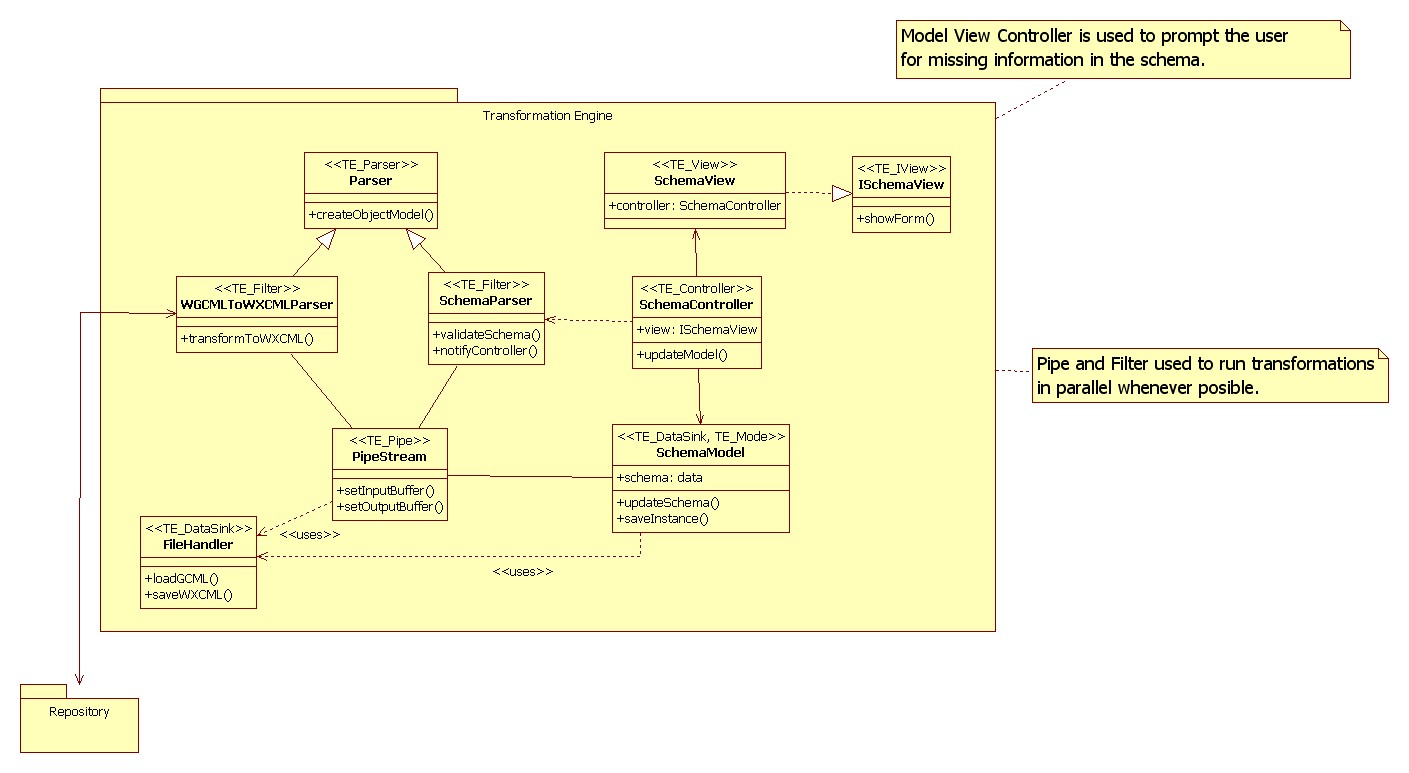 Model View Controller is used to prompt the user
for missing information in the schema.
Transformation Engine
<<TE_Parser>>
Parser
+createObjectModel()
<<TE_View>>
SchemaView
+controller: SchemaController
<<TE_IView>>
ISchemaView
+showForm()
<<TE_Filter>>
WGCMLToWXCMLParser
+transformToWXCML()
<<TE_Filter>>
SchemaParser
+validateSchema()
+notifyController()
<<TE_Controller>>
SchemaController
+view: ISchemaView
+updateModel()
Pipe and Filter used to run transformations
in parallel whenever posible.
<<TE_Pipe>>
PipeStream
+setInputBuffer()
+setOutputBuffer()
<<TE_DataSink, TE_Mode>>
SchemaModel
+schema: data
+updateSchema()
+saveInstance()
<<TE_DataSink>>
FileHandler
+loadGCML()
+saveWXCML()
<<uses>>
<<uses>>
Repository